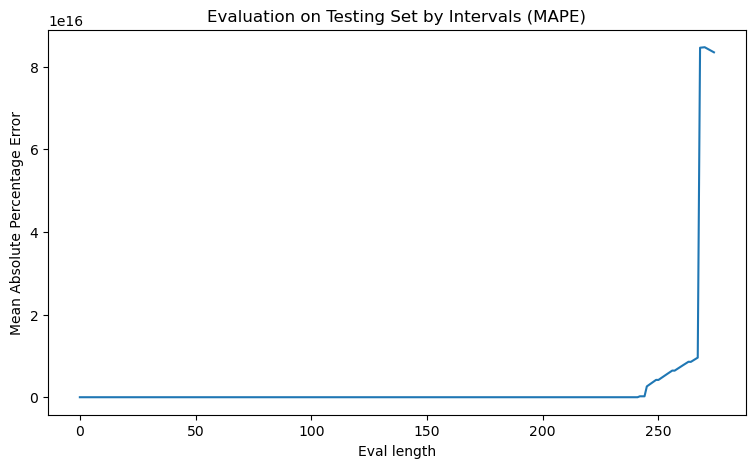 Evaluation on Testing Set by Intervals (MAPE)
1e16
8
6
4
2
0
Mean Absolute Percentage Error
0 50 100 150 200 250
Eval length